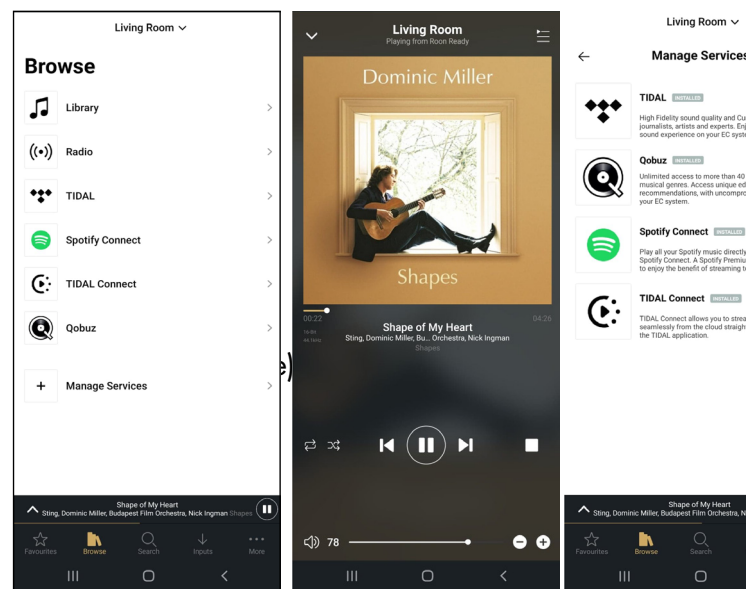 Living Room
Browse
Library
Radio
TIDAL
Spotify Connect
TIDAL Connect
Qobuz
Manage Services
Shape of My Heart
Sting, Dominic Miller, Budapest Film Orchestra, Nick Ingman Shapes
Favourites Browse Search Inputs More
e)
Living Room
Playing from Roon Ready
Dominic Miller
Shapes
00:22 04:26
Shape of My Heart
Sting, Dominic Miller, Bu... Orchestra, Nick Ingman
Shapes
78
Living Room
Manage Services
TIDAL INSTALLED
High Fidelity sound quality and Cu
journalists, artists and experts. Enj
sound experience on your EC syste
Qobuz INSTALLED
Unlimited access to more than 40
musical genres. Access unique ed
recommendations, with uncompro
your EC system.
Spotify Connect INSTALLED
Play all your Spotify music directly
Spotify Connect. A Spotify Premiu
to enjoy the benefit of streaming to
TIDAL Connect INSTALLED
TIDAL Connect allows you to strea
seamlessly from the cloud straigh
the TIDAL application.
Shape of My Heart
Sting, Dominic Miller, Budapest Film Orchestra, N
Favourites Browse Search